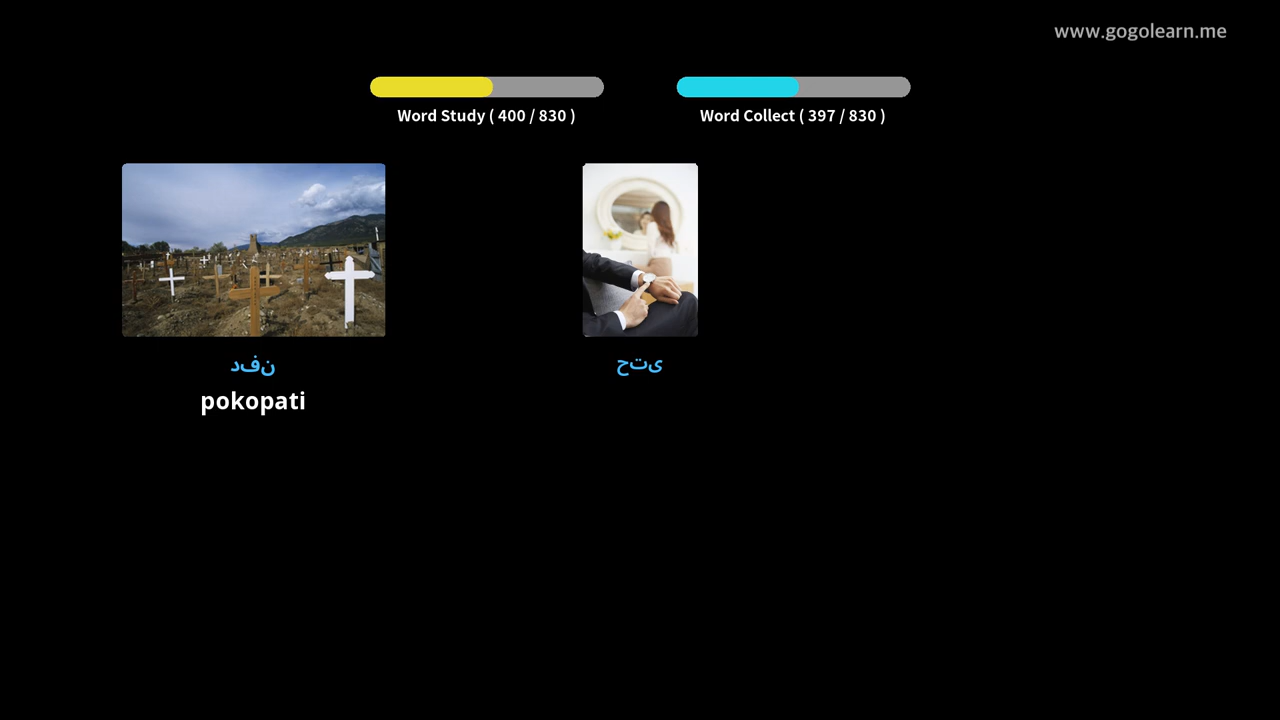 www.gogolearn.me
Word Study ( 400 / 830 )
Word Collect ( 397 / 830 )
دفن
حتی
pokopati